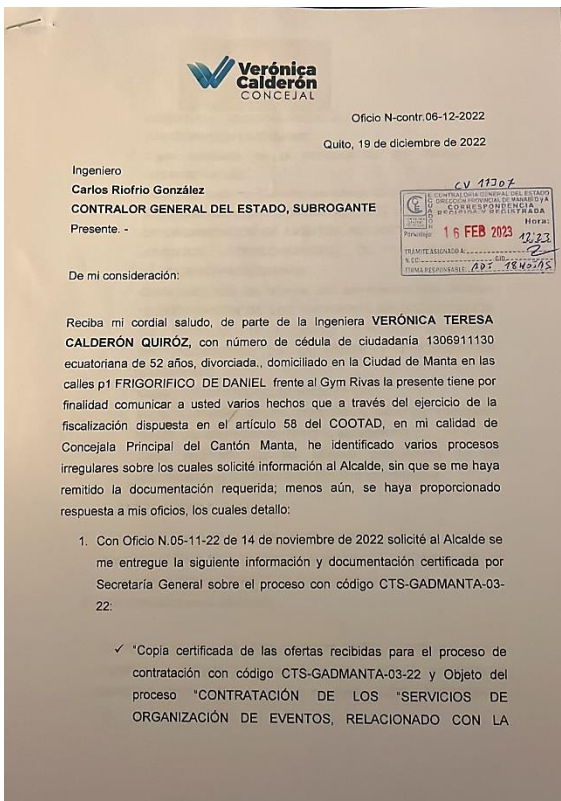 Verónica
Calderón
CONCEJAL
Oficio N-contr.06-12-2022
Quito, 19 de diciembre de 2022
Ingeniero
Carlos Riofrio González
CONTRALOR GENERAL DEL ESTADO, SUBROGANTE
Presente. -
CV 11307
CONTRALORÍA GENERAL DEL ESTADO
DIRECCIÓN PROVINCIAL DE MANABÍ
CORRESPONDENCIA
RECIBIDA Y REGISTRADA
Hora:
16 FEB 2023 12:23
TRAMITE ASIGNADO A:
FIRMA RESPONSABLE:
De mi consideración:
Reciba mi cordial saludo, de parte de la Ingeniera VERÓNICA TERESA
CALDERÓN QUIRÓZ, con número de cédula de ciudadanía 1306911130
ecuatoriana de 52 años, divorciada., domiciliado en la Ciudad de Manta en las
calles p1 FRIGORIFICO DE DANIEL frente al Gym Rivas la presente tiene por
finalidad comunicar a usted varios hechos que a través del ejercicio de la
fiscalización dispuesta en el artículo 58 del COOTAD, en mi calidad de
Concejala Principal del Cantón Manta, he identificado varios procesos
irregulares sobre los cuales solicité información al Alcalde, sin que se me haya
remitido la documentación requerida; menos aún, se haya proporcionado
respuesta a mis oficios, los cuales detallo:
1. Con Oficio N.05-11-22 de 14 de noviembre de 2022 solicité al Alcalde se
me entregue la siguiente información y documentación certificada por
Secretaría General sobre el proceso con código CTS-GADMANTA-03-
22:
✓ "Copia certificada de las ofertas recibidas para el proceso de
contratación con código CTS-GADMANTA-03-22 y Objeto del
proceso "CONTRATACIÓN DE LOS "SERVICIOS DE
ORGANIZACIÓN DE EVENTOS, RELACIONADO CON LA